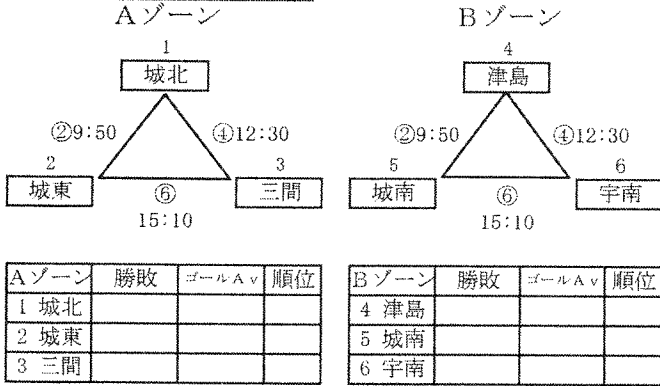 Aゾーン
1
城北
②9:50
④12:30
2
城東
⑥
15:10
3
三間
Bゾーン
4
津島
②9:50
④12:30
5
城南
⑥
15:10
6
宇南
Aゾーン 勝敗 ゴールAv 順位
1 城北
2 城東
3 三間
Bゾーン 勝敗 ゴールAv 順位
4 津島
5 城南
6 宇南